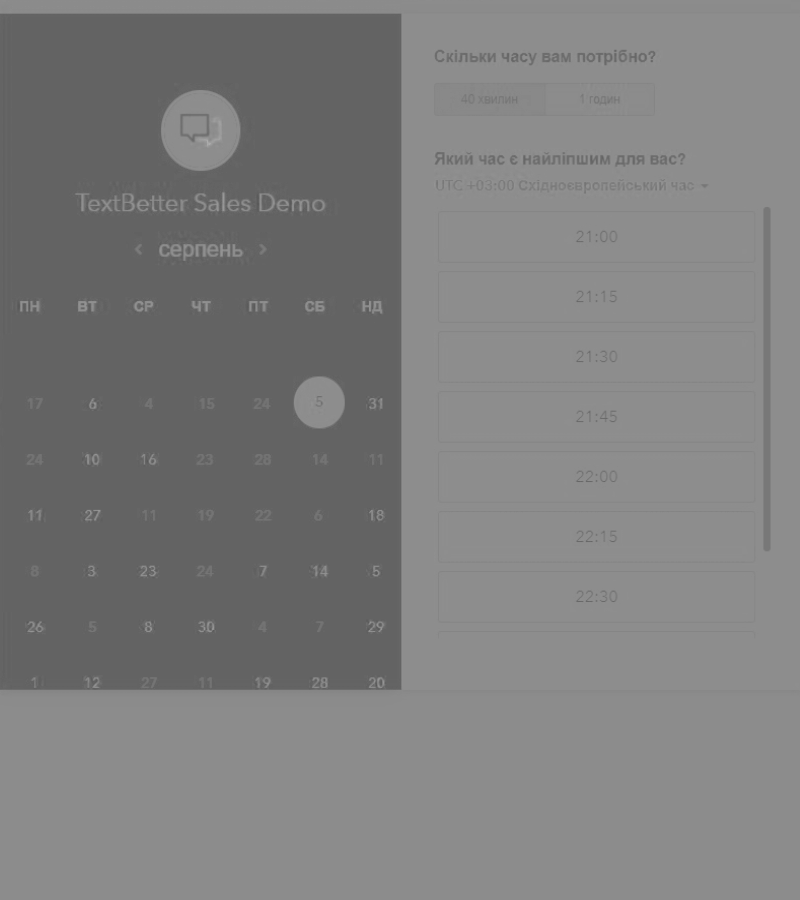 TextBetter Sales Demo
серпень
ПН ВТ СР ЧТ ПТ СБ НД
17 6 4 15 24 5 31
24 10 16 23 28 14 11
11 27 11 19 22 6 18
8 3 23 24 7 14 5
26 5 8 30 4 7 29
1 12 27 11 19 28 20
Скільки часу вам потрібно?
40 хвилин 1 годин
Який час є найліпшим для вас?
UTC +03:00 Східноєвропейський час
21:00
21:15
21:30
21:45
22:00
22:15
22:30